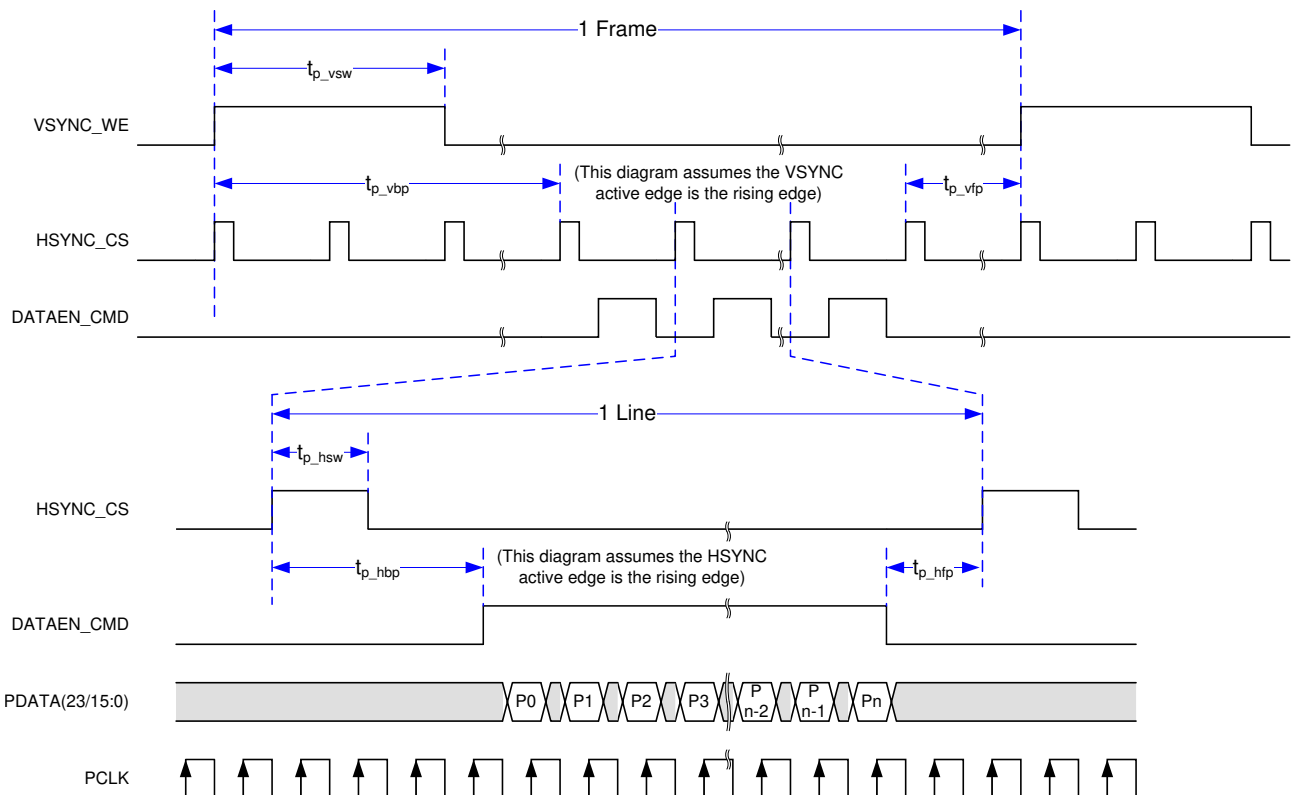 1 Frame
tp_vsw
VSYNC_WE
tp_vbp
(This diagram assumes the VSYNC
active edge is the rising edge)
tp_vfp
HSYNC_CS
DATAEN_CMD
1 Line
tp_hsw
HSYNC_CS
tp_hbp
(This diagram assumes the HSYNC
active edge is the rising edge)
tp_hfp
DATAEN_CMD
PDATA(23/15:0)
P0
P1
P2
P3
P
n-2
P
n-1
Pn
PCLK